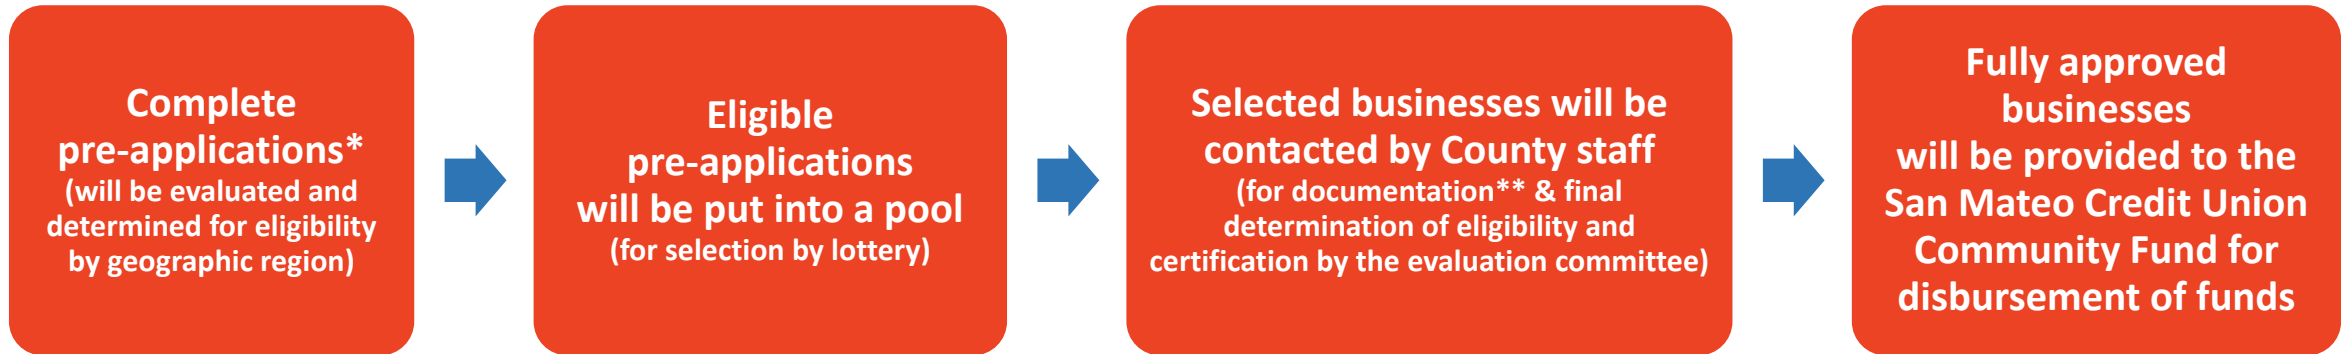 Complete
pre-applications*
(will be evaluated and
determined for eligibility
by geographic region)
Eligible
pre-applications
will be put into a pool
(for selection by lottery)
Selected businesses will be
contacted by County staff
(for documentation** & final
determination of eligibility and
certification by the evaluation committee)
Fully approved
businesses
will be provided to the
San Mateo Credit Union
Community Fund for
disbursement of funds